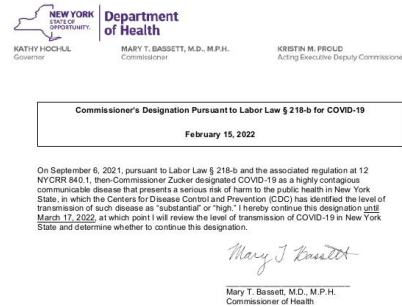 NEW YORK
STATE OF
OPPORTUNITY.
Department
of Health
KATHY HOCHUL
Governor
MARY T. BASSETT, M.D., M.P.H.
Commissioner
KRISTIN M. PROUD
Acting Executive Deputy Commissione
Commissioner's Designation Pursuant to Labor Law § 218-b for COVID-19
February 15, 2022
On September 6, 2021, pursuant to Labor Law § 218-b and the associated regulation at 12
NYCRR 840.1, then-Commissioner Zucker designated COVID-19 as a highly contagious
communicable disease that presents a serious risk of harm to the public health in New York
State, in which the Centers for Disease Control and Prevention (CDC) has identified the level of
transmission of such disease as “substantial” or “high.” I hereby continue this designation until
March 17, 2022, at which point I will review the level of transmission of COVID-19 in New York
State and determine whether to continue this designation.
Mary T Bassett
Mary T. Bassett, M.D., M.P.H.
Commissioner of Health